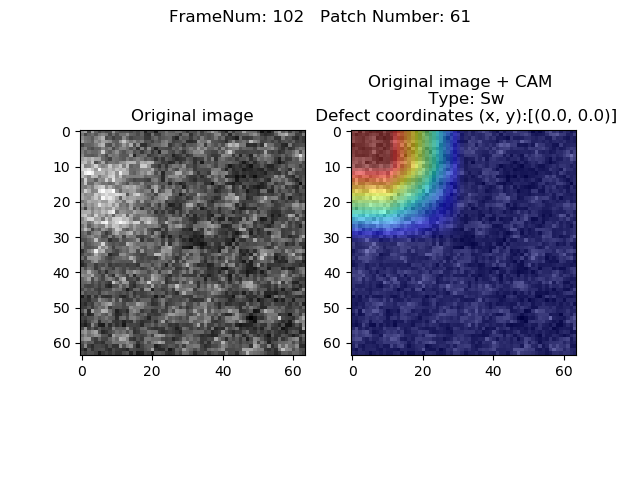 FrameNum: 102   Patch Number: 61
Original image
Original image + CAM
Type: Sw
Defect coordinates (x, y):[(0.0, 0.0)]
0
10
20
30
40
50
60
0 20 40 60
0
10
20
30
40
50
60
0 20 40 60